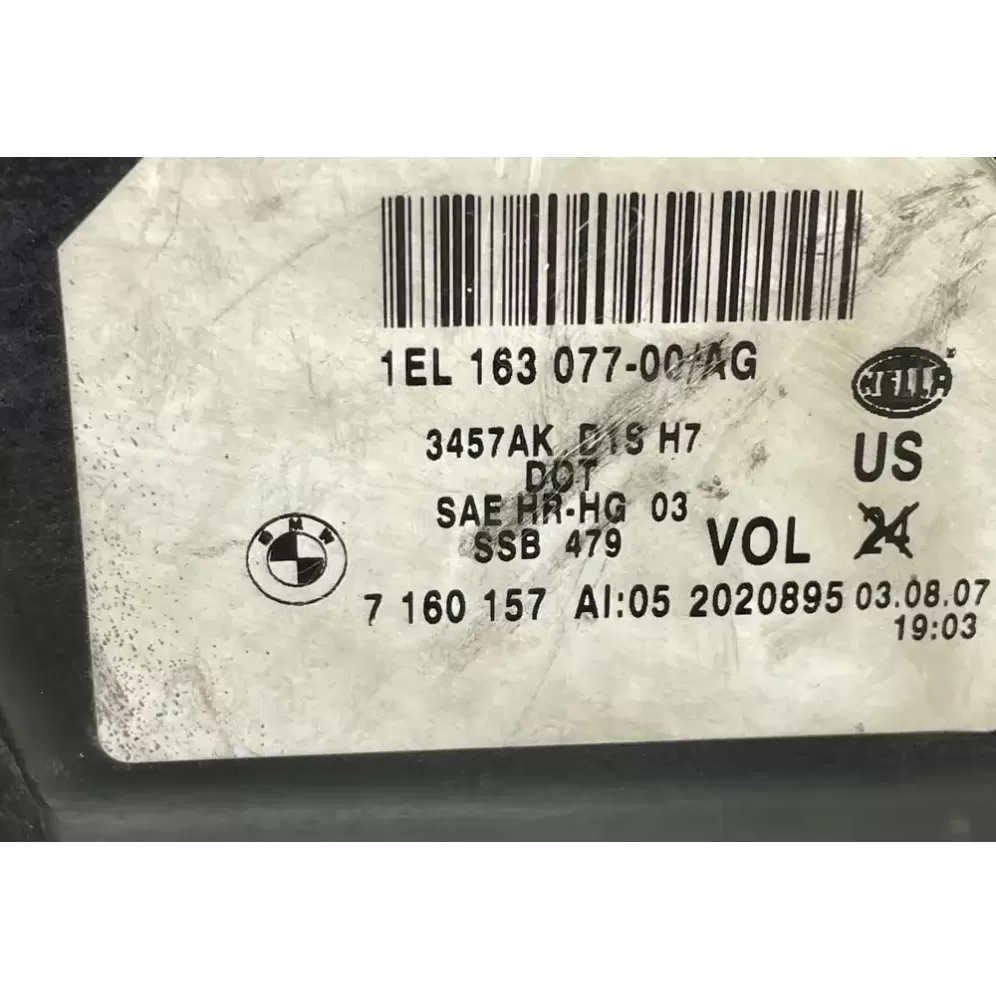 1EL 163 077-00/AG
HELLA
3457AK D1S H7
US
DOT
SAE HR-HG 03
SSB 479
VOL 24
BMW
7 160 157 AI:05 2020895 03.08.07
19:03